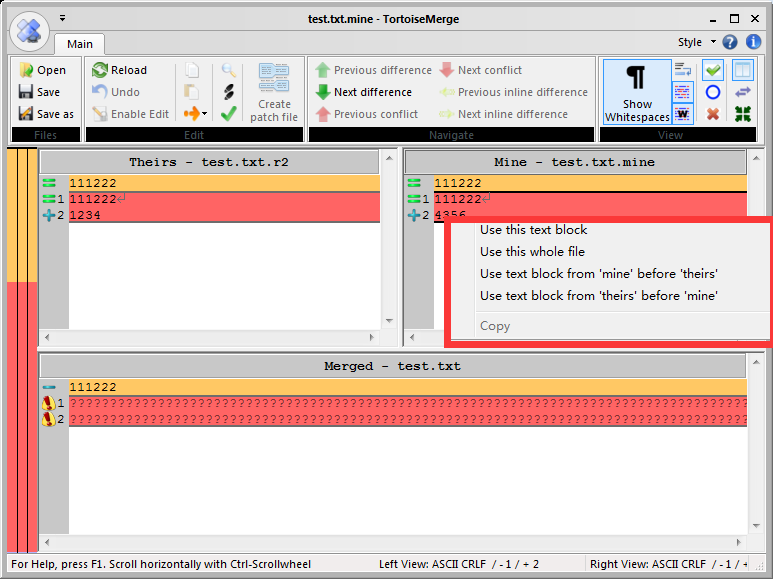 test.txt.mine - TortoiseMerge
Main
Style
Open
Save
Save as
Files
Reload
Undo
Enable Edit
Create
patch file
Edit
Previous difference
Next difference
Previous conflict
Next conflict
Previous inline difference
Next inline difference
Navigate
Show
Whitespaces
View
Theirs - test.txt.r2
111222
1 111222
2 1234
Mine - test.txt.mine
111222
1 111222
2 4356
Use this text block
Use this whole file
Use text block from 'mine' before 'theirs'
Use text block from 'theirs' before 'mine'
Copy
Merged - test.txt
111222
1 ????????????????????????????????????????????????????????????????????????????????????
2 ????????????????????????????????????????????????????????????????????????????????????
For Help, press F1. Scroll horizontally with Ctrl-Scrollwheel
Left View: ASCII CRLF / - 1 / + 2
Right View: ASCII CRLF / - 1 / +